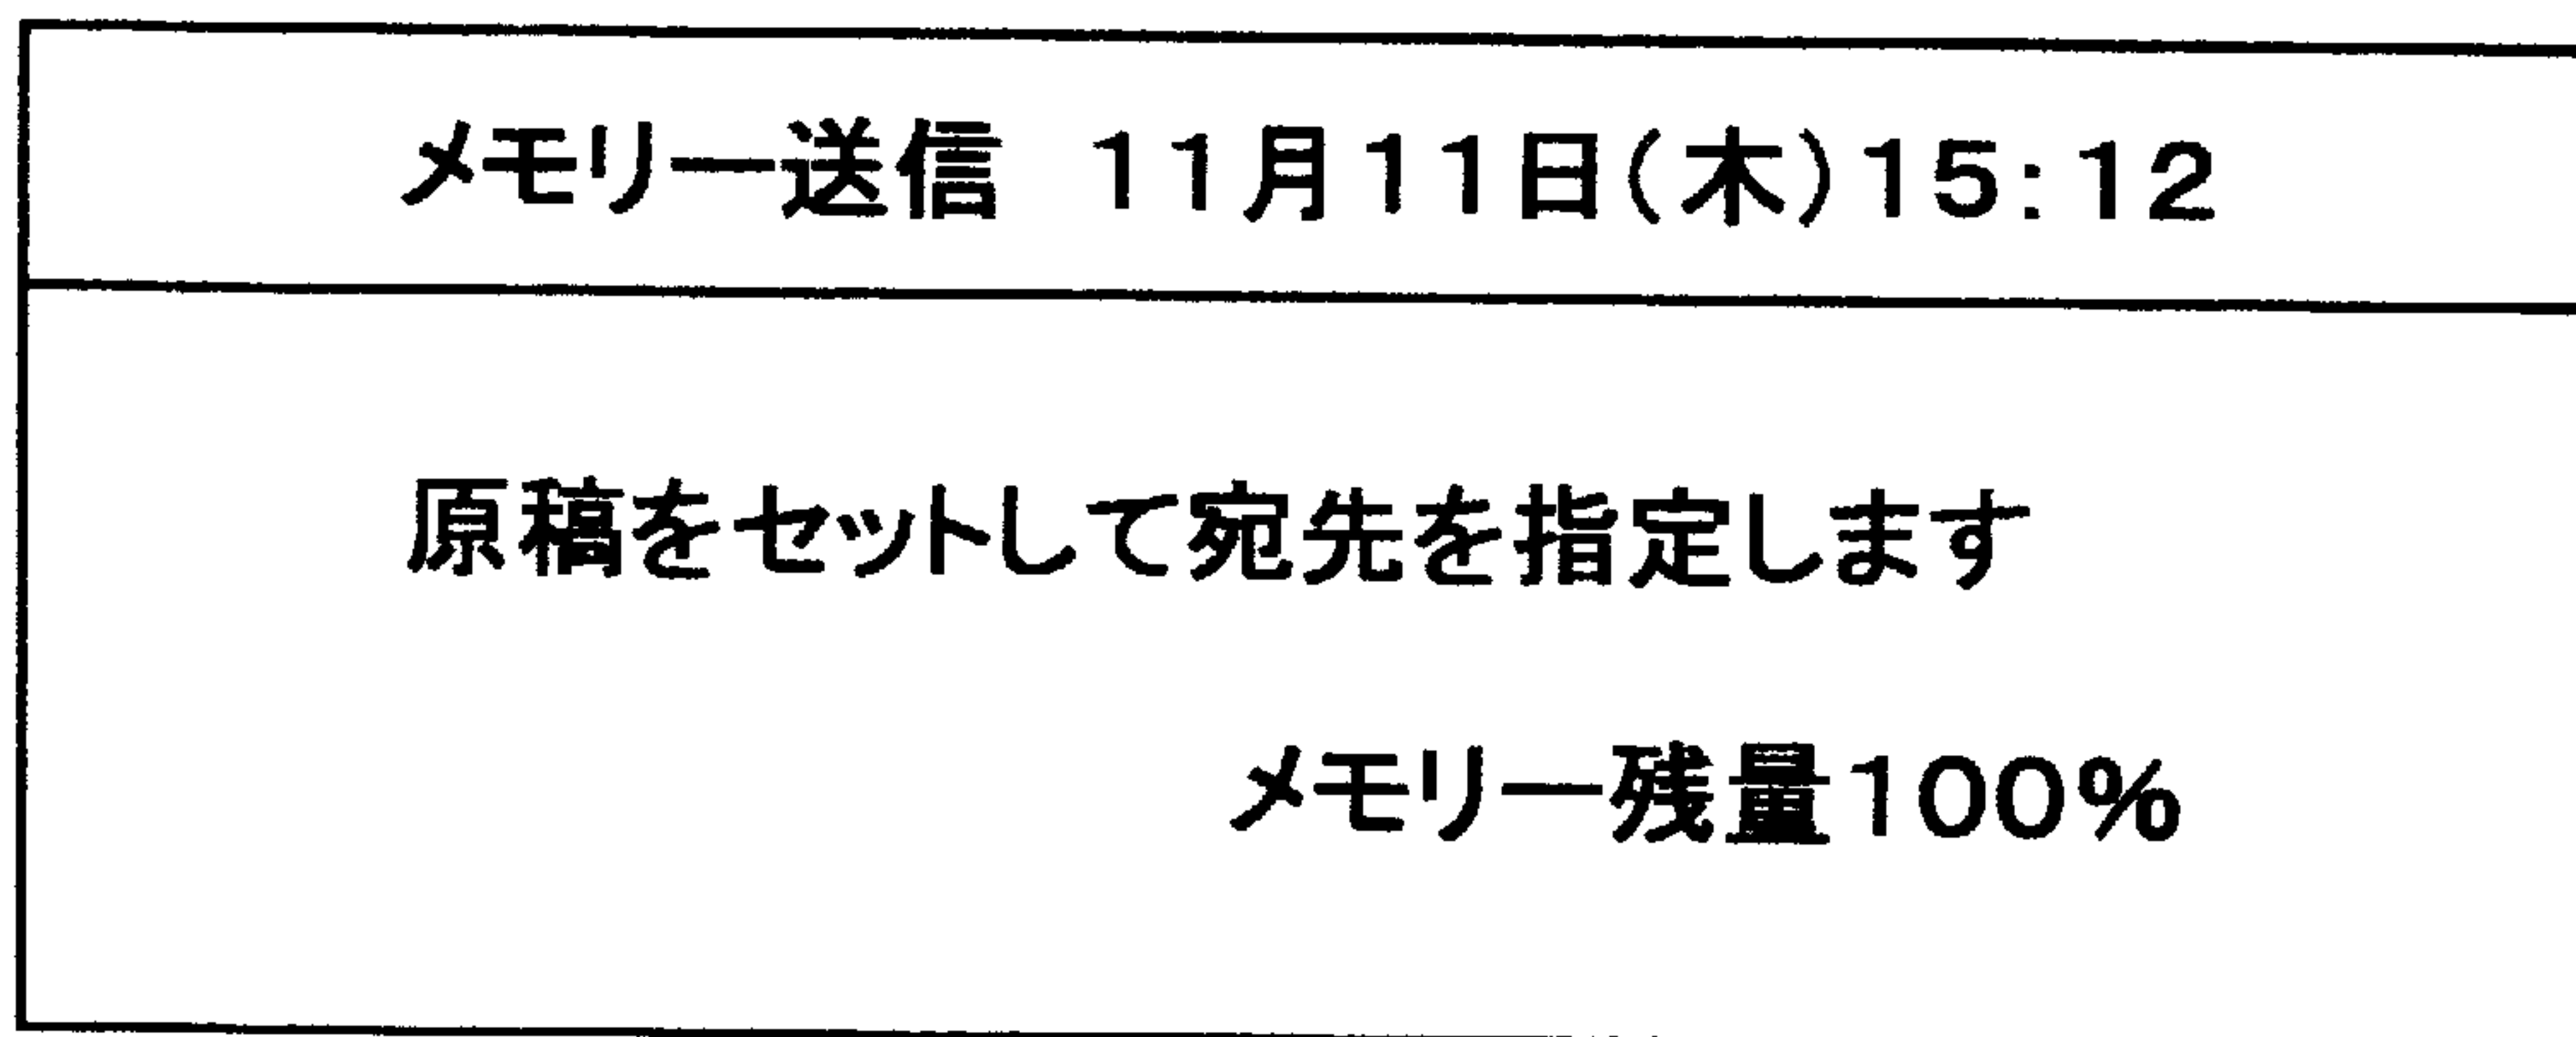 メモリー送信 11月11日(木)15:12
原稿をセットして宛先を指定します
メモリー残量100%